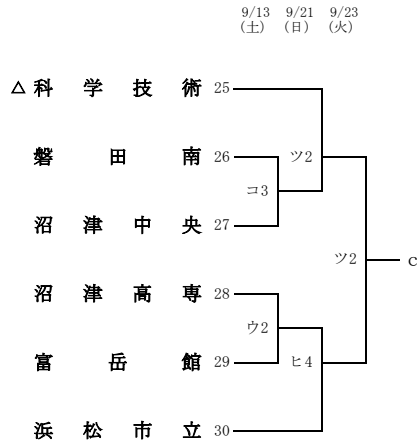 9/13 9/21 9/23
(土) (日) (火)
△ 科学技術 25
磐田南 26
ツ2
コ3
沼津中央 27
ツ2 C
沼津高専 28
ウ2
富岳館 29
ヒ4
浜松市立 30